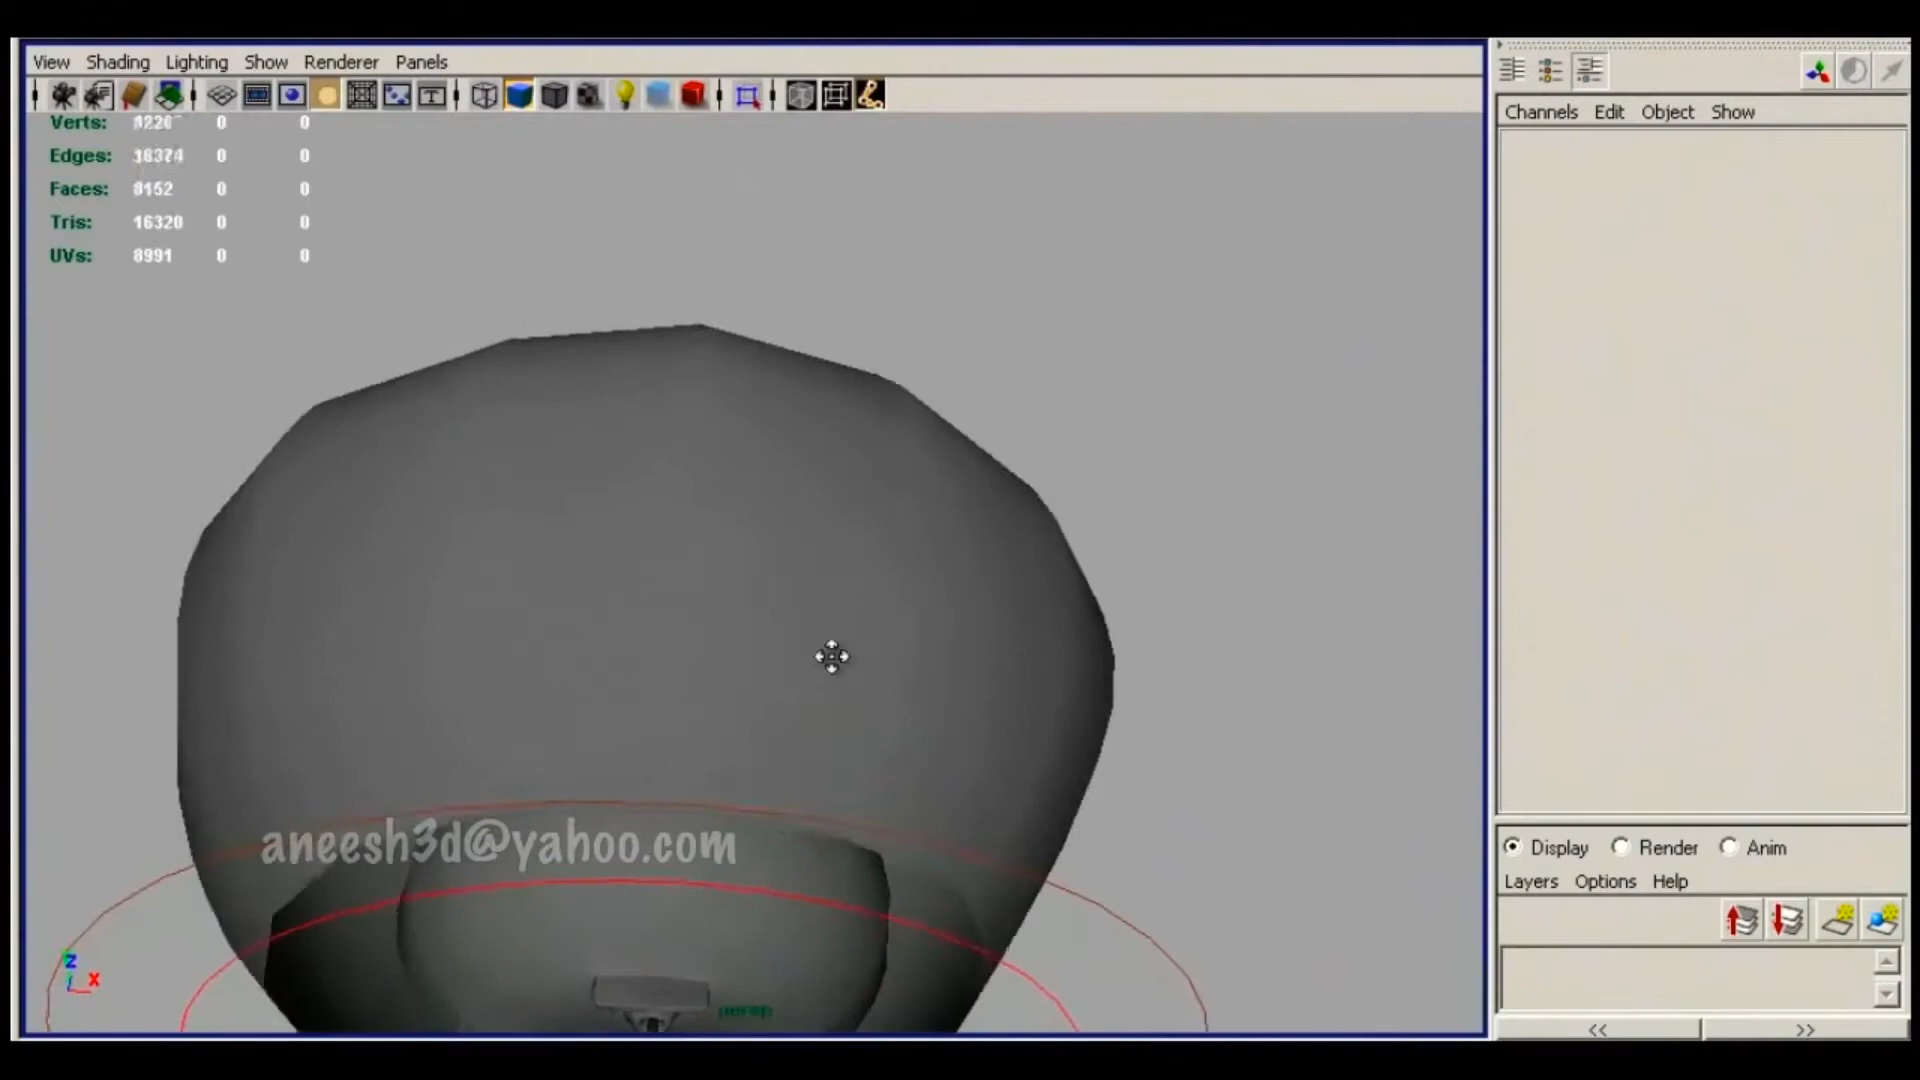 View Shading Lighting Show Renderer Panels
Channels Edit Object Show
Verts: 0 0
Edges: 0 0
Faces: 8152 0 0
Tris: 16320 0 0
UVs: 8991 0 0
aneesh3d@yahoo.com
Z
X
persp
Display Render Anim
Layers Options Help
<< >>